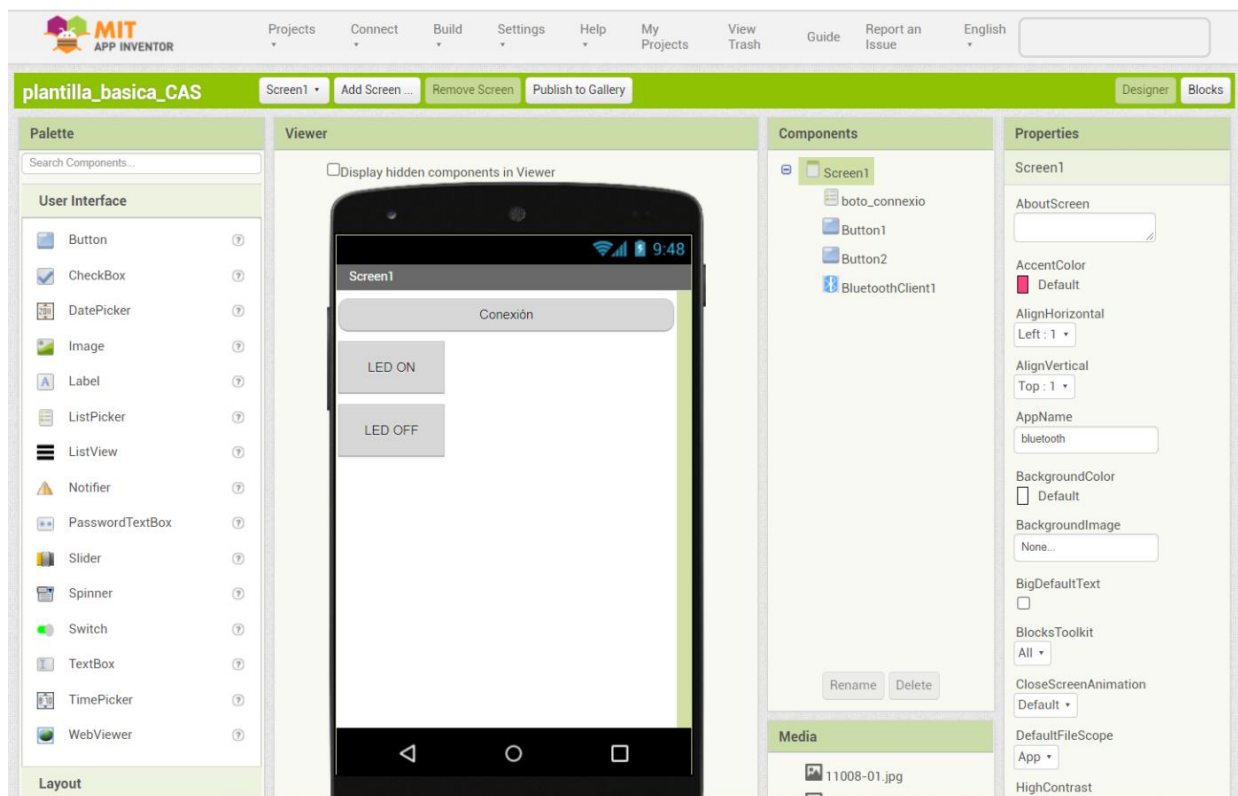 MIT
APP INVENTOR
Projects
Connect
Build
Settings
Help
My Projects
View Trash
Guide
Report an Issue
English
plantilla_basica_CAS
Screen1
Add Screen ...
Remove Screen
Publish to Gallery
Designer
Blocks
Palette
Search Components...
User Interface
Button
CheckBox
DatePicker
Image
Label
ListPicker
ListView
Notifier
PasswordTextBox
Slider
Spinner
Switch
TextBox
TimePicker
WebViewer
Layout
Viewer
Display hidden components in Viewer
9:48
Screen1
Conexión
LED ON
LED OFF
Components
Screen1
boto_connexio
Button1
Button2
BluetoothClient1
Rename
Delete
Media
11008-01.jpg
Properties
Screen1
AboutScreen
AccentColor
Default
AlignHorizontal
Left : 1
AlignVertical
Top : 1
AppName
bluetooth
BackgroundColor
Default
BackgroundImage
None...
BigDefaultText
BlocksToolkit
All
CloseScreenAnimation
Default
DefaultFileScope
App
HighContrast